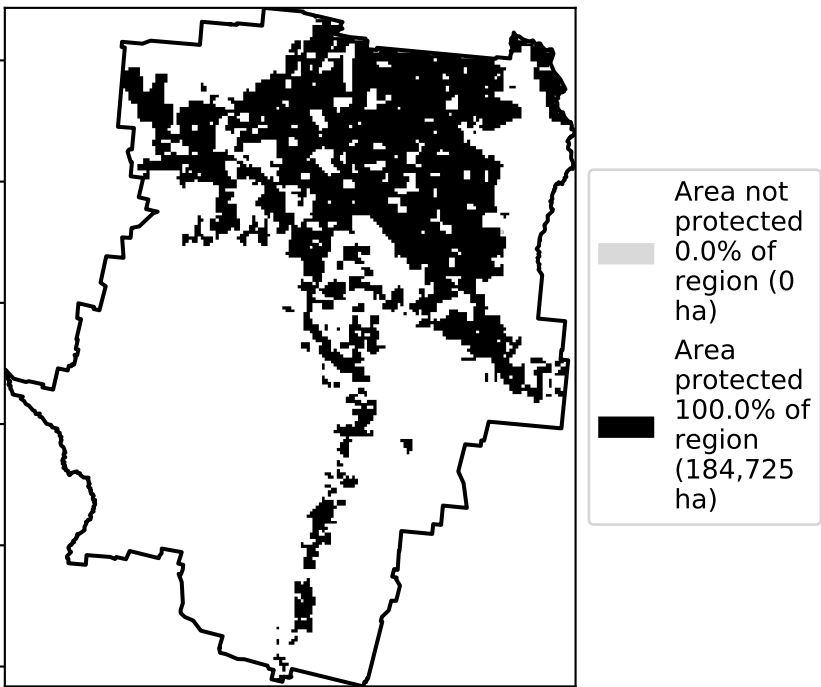 Area not
protected
0.0% of
region (0
ha)
Area
protected
100.0% of
region
(184,725
ha)